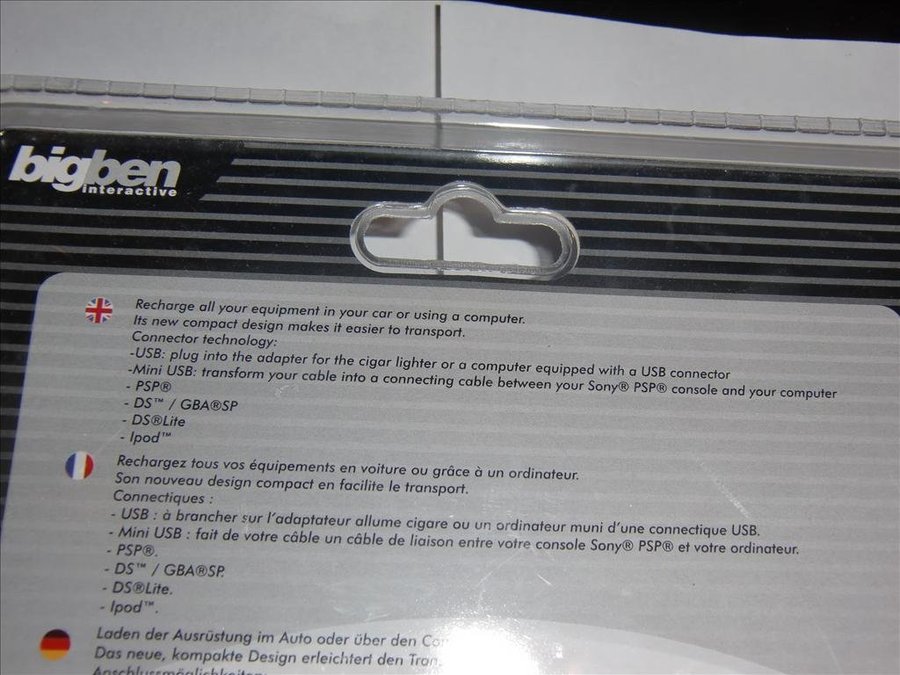 bigben
interactive
Recharge all your equipment in your car or using a computer.
Its new compact design makes it easier to transport.
Connector technology:
-USB: plug into the adapter for the cigar lighter or a computer equipped with a USB connector
-Mini USB: transform your cable into a connecting cable between your Sony® PSP® console and your computer
- PSP®
- DS™ / GBA®SP
- DS®Lite
- Ipod™
Rechargez tous vos équipements en voiture ou grâce à un ordinateur.
Son nouveau design compact en facilite le transport.
Connectiques :
- USB : à brancher sur l'adaptateur allume cigare ou un ordinateur muni d'une connectique USB.
- Mini USB : fait de votre câble un câble de liaison entre votre console Sony® PSP® et votre ordinateur.
- PSP®.
- DS™ / GBA®SP.
- DS®Lite.
- Ipod™.
Laden der Ausrüstung im Auto oder über den
Das neue, kompakte Design erleichtert den
Anschlussmöglichkeiten: